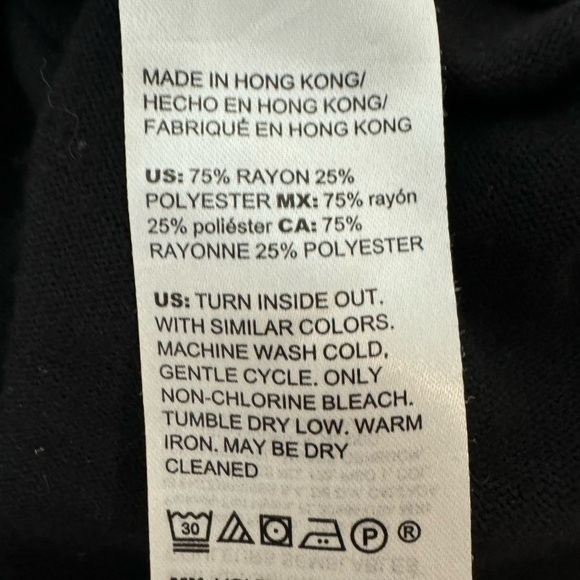 MADE IN HONG KONG/
HECHO EN HONG KONG/
FABRIQUÉ EN HONG KONG
US: 75% RAYON 25%
POLYESTER MX: 75% rayón
25% poliéster CA: 75%
RAYONNE 25% POLYESTER
US: TURN INSIDE OUT.
WITH SIMILAR COLORS.
MACHINE WASH COLD,
GENTLE CYCLE. ONLY
NON-CHLORINE BLEACH.
TUMBLE DRY LOW. WARM
IRON. MAY BE DRY
CLEANED
30 P ®